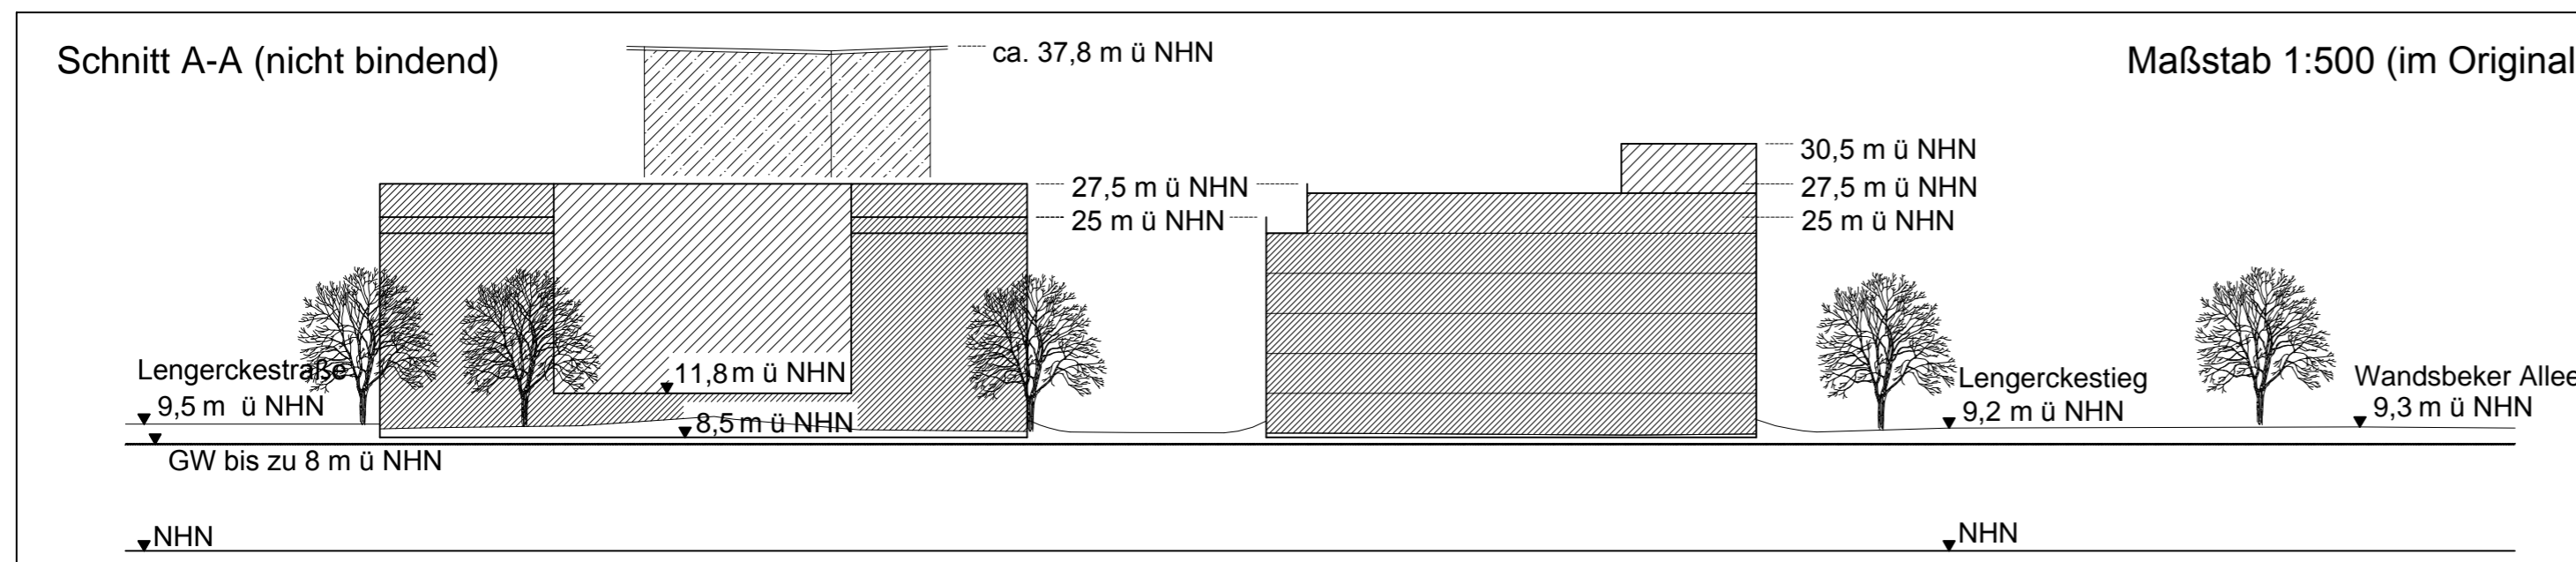 Schnitt A-A (nicht bindend)
ca. 37,8 m ü NHN
Maßstab 1:500 (im Original
30,5 m ü NHN
27,5 m ü NHN
27,5 m ü NHN
25 m ü NHN
25 m ü NHN
Lengerckestraße
11,8 m ü NHN
Lengerckestieg
Wandsbeker Allee
9,5 m ü NHN
8,5 m ü NHN
9,2 m ü NHN
9,3 m ü NHN
GW bis zu 8 m ü NHN
NHN
NHN